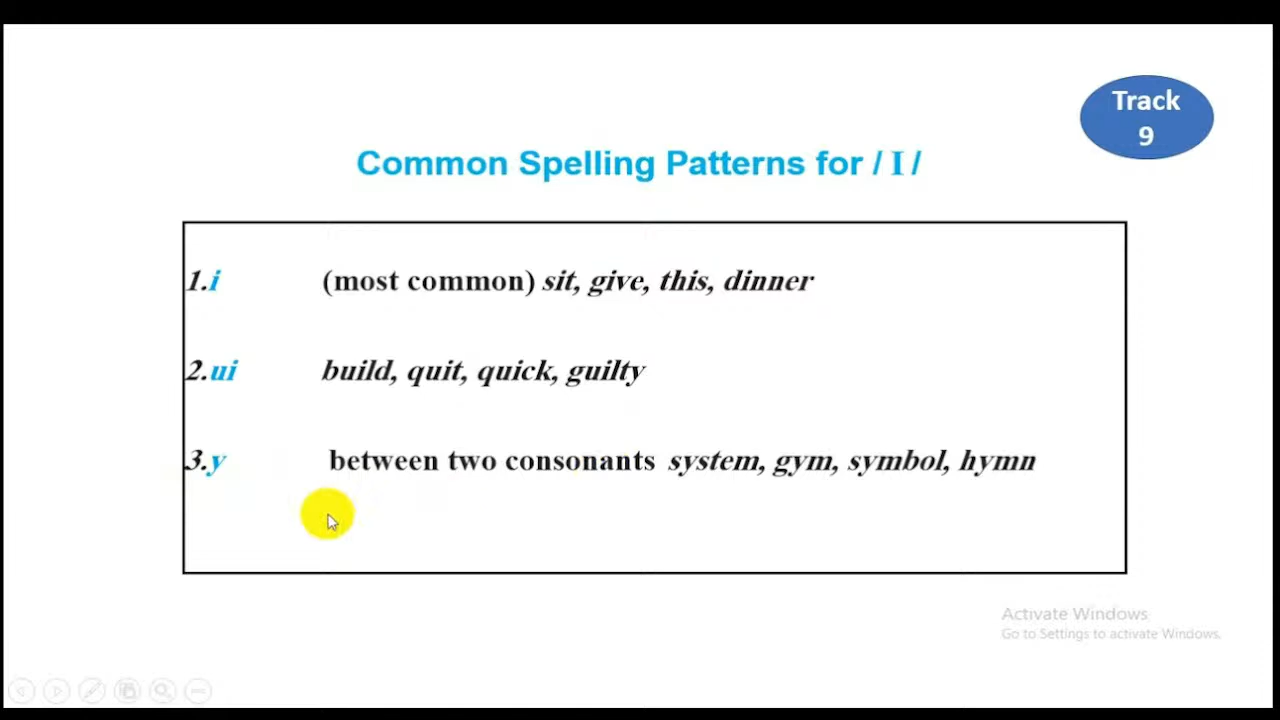 Track
9
Common Spelling Patterns for / I /
1.i (most common) sit, give, this, dinner
2.ui build, quit, quick, guilty
3.y between two consonants system, gym, symbol, hymn
Activate Windows
Go to Settings to activate Windows.